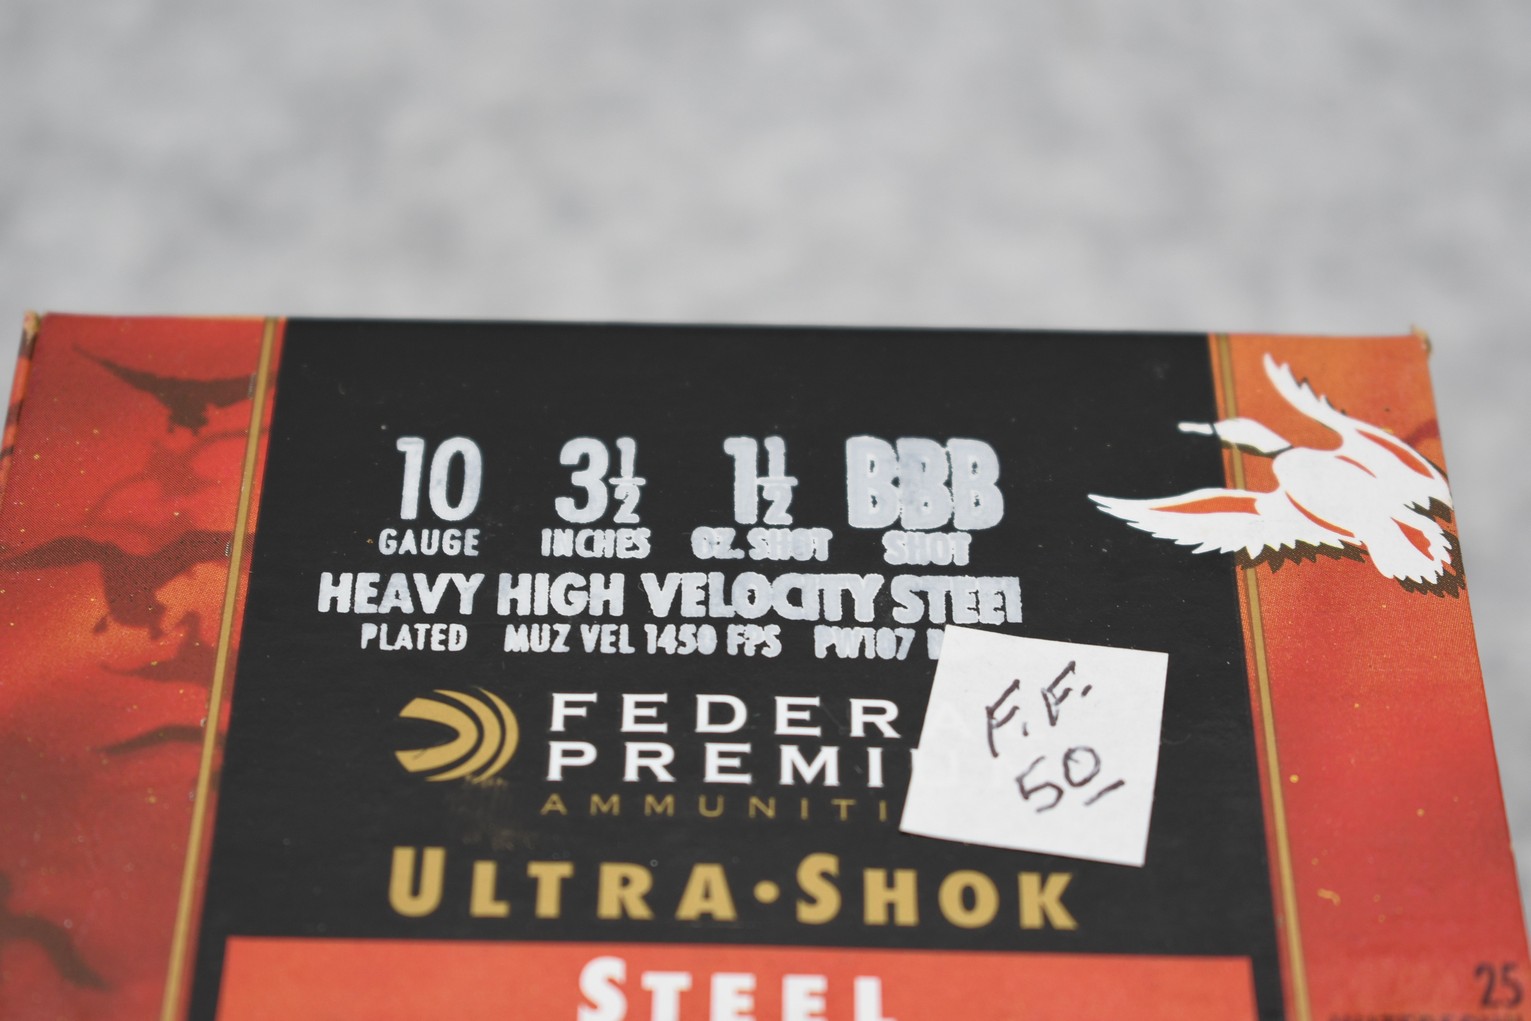 10 3½ 1½ BBB
GAUGE INCHES OZ. SHOT SHOT
HEAVY HIGH VELOCITY STEEL
PLATED MUZ VEL 1450 FPS PW107
FEDERA
PREMI
AMMUNITI
F.F.
50
ULTRA·SHOK
STEEL
25